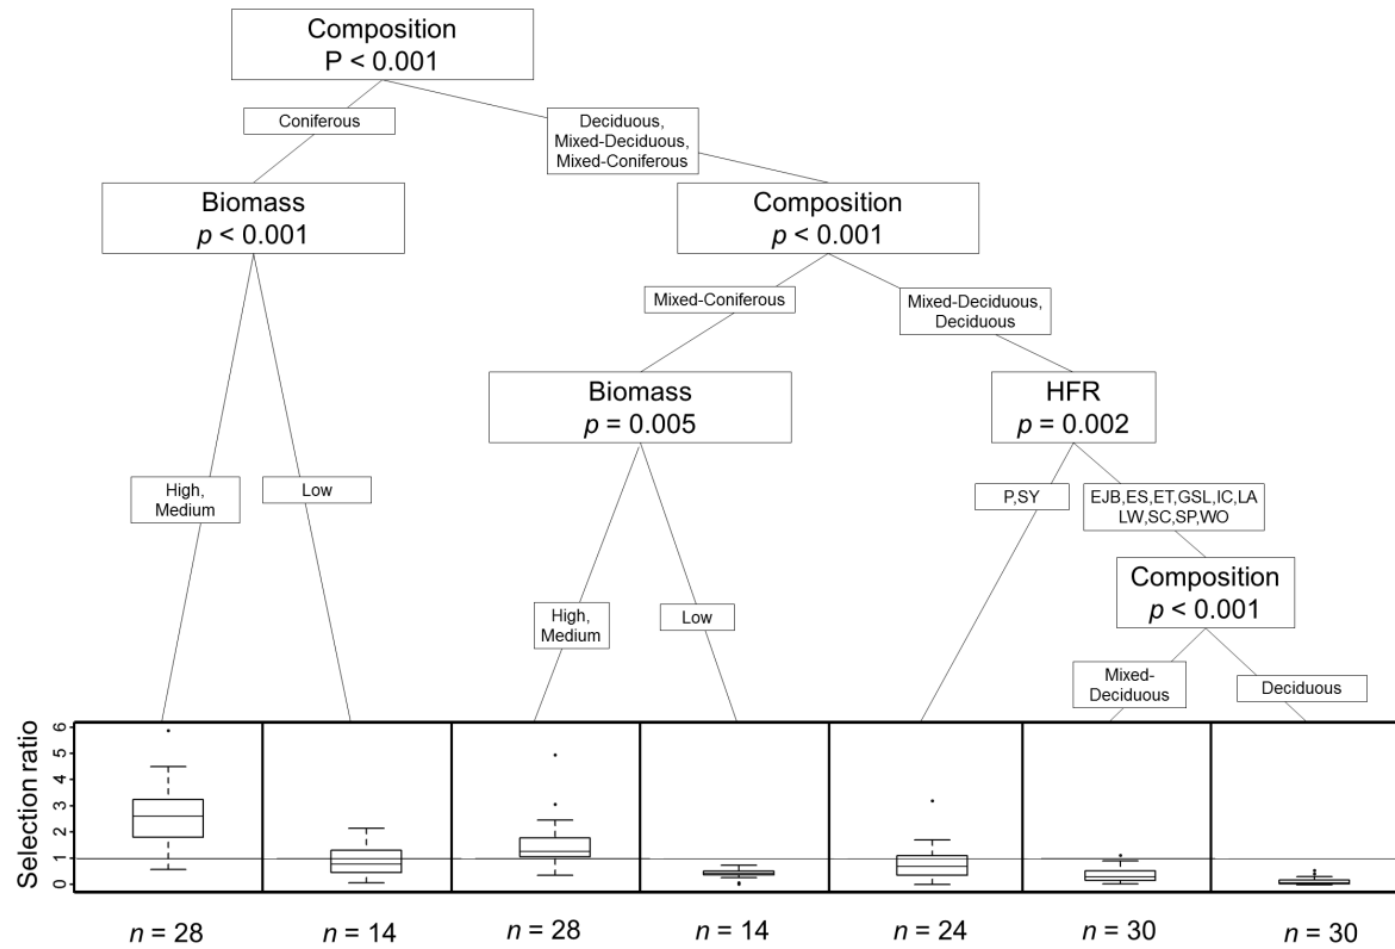 Composition
P < 0.001
Coniferous
Deciduous,
Mixed-Deciduous,
Mixed-Coniferous
Biomass
p < 0.001
Composition
p < 0.001
Mixed-Coniferous
Mixed-Deciduous,
Deciduous
Biomass
p = 0.005
HFR
p = 0.002
High,
Medium
Low
P,SY
EJB,ES,ET,GSL,IC,LA
LW,SC,SP,WO
Composition
p < 0.001
High,
Medium
Low
Mixed-
Deciduous
Deciduous
Selection ratio
6
5
4
3
2
1
0
n = 28
n = 14
n = 28
n = 14
n = 24
n = 30
n = 30